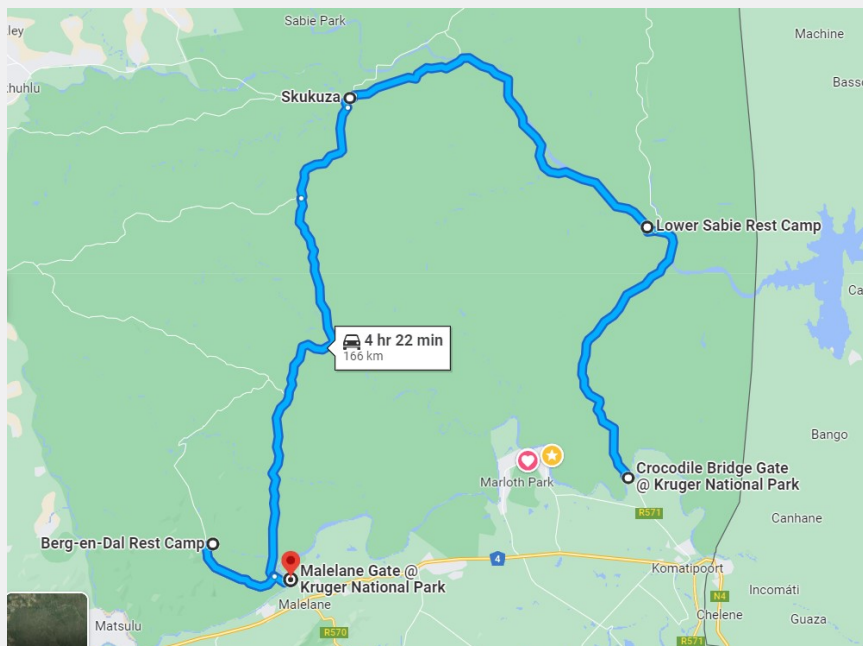 Sabie Park
Machine
ley
khuhlu
Skukuza
Lower Sabie Rest Camp
4 hr 22 min
166 km
Ca
Bango
Crocodile Bridge Gate
@ Kruger National Park
Marloth Park
R571
Canhane
Berg-en-Dal Rest Camp
Malelane Gate @
Kruger National Park
4
Komatipoort
Malelane
Incomáti
N4
Chelene
Guaza
Matsulu
R570
R571
Basse